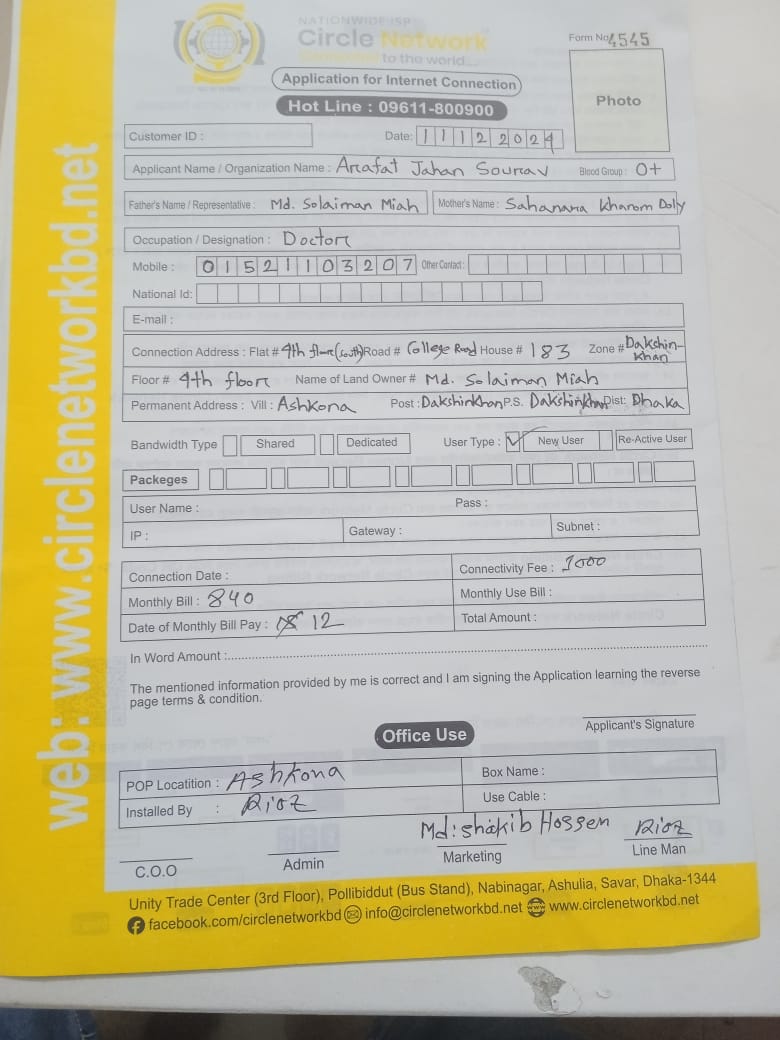 NATIONWIDE ISP
Circle Network
Connected to the world...
Form No. 4545
Application for Internet Connection
Hot Line : 09611-800900
Photo
Customer ID :
Date: 11122024
Applicant Name / Organization Name : Arafat Jahan Sourav Blood Group : O+
Father's Name / Representative : Md. Solaiman Miah Mother's Name : Sahanara Khanom Dolly
Occupation / Designation : Doctor
Mobile : 01521103207 Other Contact :
National Id:
E-mail :
Connection Address : Flat # 4th floor (south) Road # College Road House # 183 Zone # Dakshin-khan
Floor # 4th floor Name of Land Owner # Md. Solaiman Miah
Permanent Address : Vill : Ashkona Post : Dakshinkhan P.S. Dakshinkhan Dist: Dhaka
Bandwidth Type Shared Dedicated User Type : ✓ New User Re-Active User
Packeges
User Name : Pass :
IP : Gateway : Subnet :
Connection Date : Connectivity Fee : 1000
Monthly Bill : 840 Monthly Use Bill :
Date of Monthly Bill Pay : 12 Total Amount :
In Word Amount :
The mentioned information provided by me is correct and I am signing the Application learning the reverse
page terms & condition.
Applicant's Signature
Office Use
POP Locatition : Ashkona Box Name :
Installed By : Riaz Use Cable :
Md: shakib Hossen Riaz
C.O.O Admin Marketing Line Man
Unity Trade Center (3rd Floor), Pollibiddut (Bus Stand), Nabinagar, Ashulia, Savar, Dhaka-1344
facebook.com/circlenetworkbd info@circlenetworkbd.net www.circlenetworkbd.net
web: www.circlenetworkbd.net